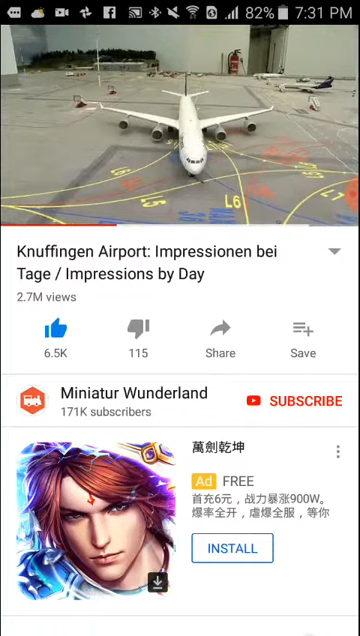 82% 7:31 PM
L6
L5
L6
Knuffingen Airport: Impressionen bei
Tage / Impressions by Day
2.7M views
6.5K
115
Share
Save
Miniatur Wunderland
171K subscribers
SUBSCRIBE
萬劍乾坤
Ad FREE
首充6元，战力暴涨900W。
爆率全开，虐爆全服，等你
INSTALL